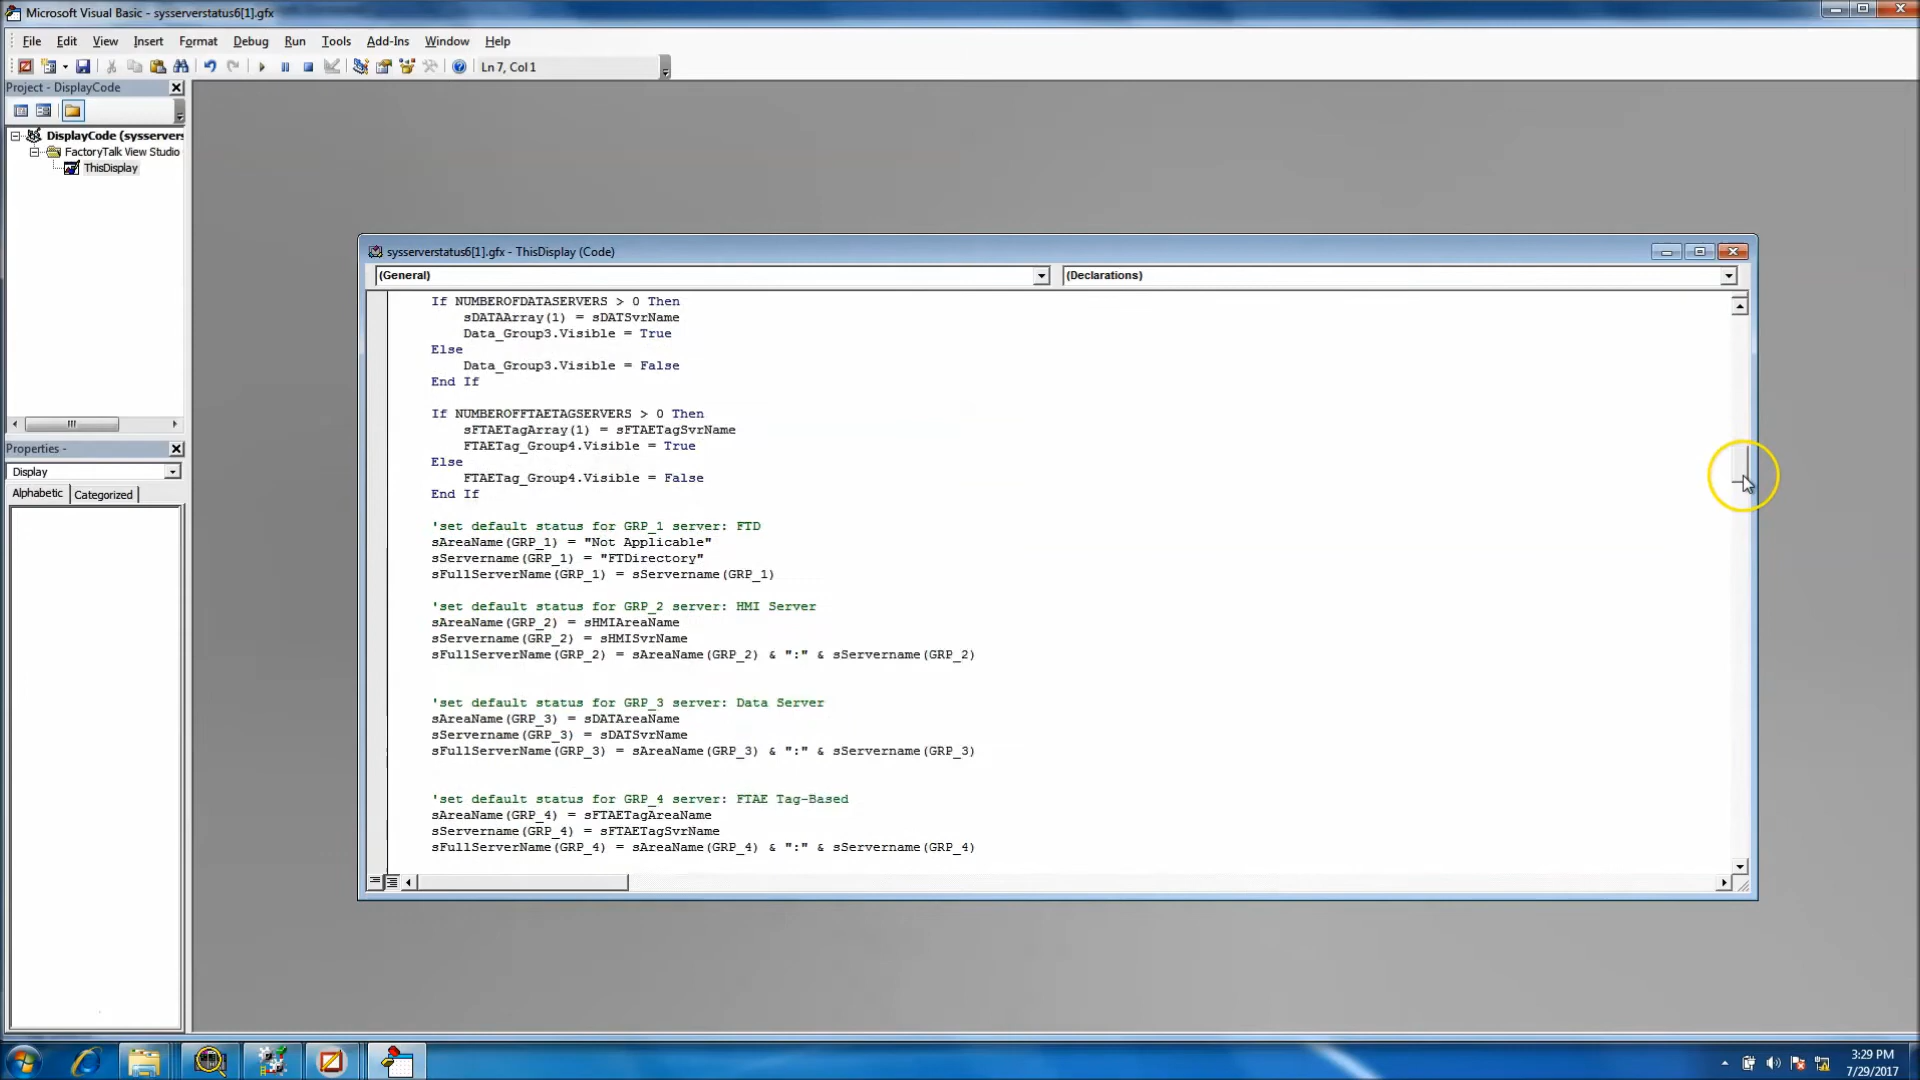 Microsoft Visual Basic - sysserverstatus6[1].gfx
File Edit View Insert Format Debug Run Tools Add-Ins Window Help
Ln 7, Col 1
Project - DisplayCode
DisplayCode (sysservers
FactoryTalk View Studio
ThisDisplay
Properties -
Display
Alphabetic Categorized
sysserverstatus6[1].gfx - ThisDisplay (Code)
(General) (Declarations)
If NUMBEROFDATASERVERS > 0 Then
sDATAArray(1) = sDATSvrName
Data_Group3.Visible = True
Else
Data_Group3.Visible = False
End If
If NUMBEROFFTAETAGSERVERS > 0 Then
sFTAETagArray(1) = sFTAETagSvrName
FTAETag_Group4.Visible = True
Else
FTAETag_Group4.Visible = False
End If
'set default status for GRP_1 server: FTD
sAreaName(GRP_1) = "Not Applicable"
sServername(GRP_1) = "FTDirectory"
sFullServerName(GRP_1) = sServername(GRP_1)
'set default status for GRP_2 server: HMI Server
sAreaName(GRP_2) = sHMIAreaName
sServername(GRP_2) = sHMISvrName
sFullServerName(GRP_2) = sAreaName(GRP_2) & ":" & sServername(GRP_2)
'set default status for GRP_3 server: Data Server
sAreaName(GRP_3) = sDATAreaName
sServername(GRP_3) = sDATSvrName
sFullServerName(GRP_3) = sAreaName(GRP_3) & ":" & sServername(GRP_3)
'set default status for GRP_4 server: FTAE Tag-Based
sAreaName(GRP_4) = sFTAETagAreaName
sServername(GRP_4) = sFTAETagSvrName
sFullServerName(GRP_4) = sAreaName(GRP_4) & ":" & sServername(GRP_4)
3:29 PM
7/29/2017